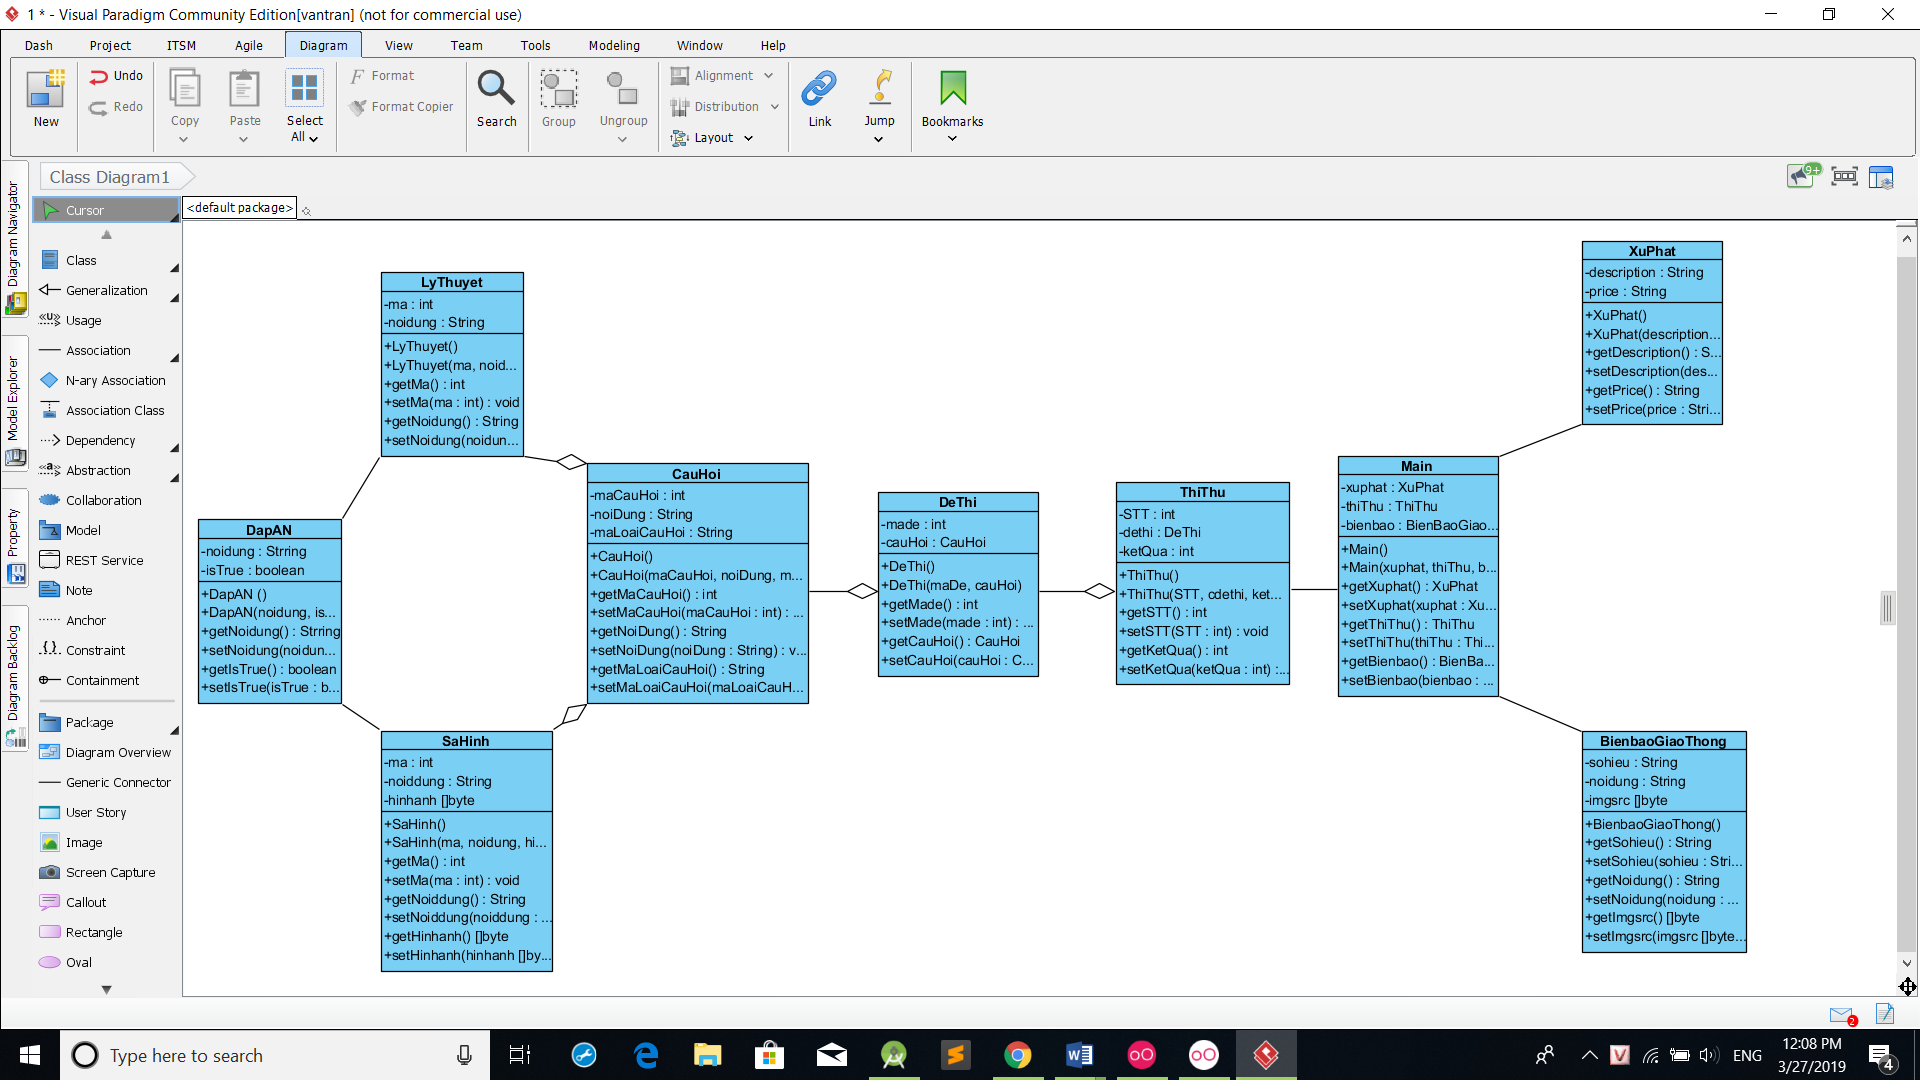 1 * - Visual Paradigm Community Edition[vantran] (not for commercial use)
Dash Project ITSM Agile Diagram View Team Tools Modeling Window Help
New
Undo
Redo
Copy
Paste
Select
All
Format
Format Copier
Search
Group
Ungroup
Alignment
Distribution
Layout
Link
Jump
Bookmarks
Class Diagram1
9+
<default package>
Diagram Navigator
Model Explorer
Property
Diagram Backlog
Cursor
Class
Generalization
Usage
Association
N-ary Association
Association Class
Dependency
Abstraction
Collaboration
Model
REST Service
Note
Anchor
Constraint
Containment
Package
Diagram Overview
Generic Connector
User Story
Image
Screen Capture
Callout
Rectangle
Oval
LyThuyet
-ma : int
-noidung : String
+LyThuyet()
+LyThuyet(ma, noid...
+getMa() : int
+setMa(ma : int) : void
+getNoidung() : String
+setNoidung(noidun...
DapAN
-noidung : Strring
-isTrue : boolean
+DapAN ()
+DapAN(noidung, is...
+getNoidung() : Strring
+setNoidung(noidun...
+getIsTrue() : boolean
+setIsTrue(isTrue : b...
SaHinh
-ma : int
-noiddung : String
-hinhanh []byte
+SaHinh()
+SaHinh(ma, noidung, hi...
+getMa() : int
+setMa(ma : int) : void
+getNoiddung() : String
+setNoiddung(noiddung : ...
+getHinhanh() []byte
+setHinhanh(hinhanh []by...
CauHoi
-maCauHoi : int
-noiDung : String
-maLoaiCauHoi : String
+CauHoi()
+CauHoi(maCauHoi, noiDung, m...
+getMaCauHoi() : int
+setMaCauHoi(maCauHoi : int) : ...
+getNoiDung() : String
+setNoiDung(noiDung : String) : v...
+getMaLoaiCauHoi() : String
+setMaLoaiCauHoi(maLoaiCauH...
DeThi
-made : int
-cauHoi : CauHoi
+DeThi()
+DeThi(maDe, cauHoi)
+getMade() : int
+setMade(made : int) : ...
+getCauHoi() : CauHoi
+setCauHoi(cauHoi : C...
ThiThu
-STT : int
-dethi : DeThi
-ketQua : int
+ThiThu()
+ThiThu(STT, cdethi, ket...
+getSTT() : int
+setSTT(STT : int) : void
+getKetQua() : int
+setKetQua(ketQua : int) :...
Main
-xuphat : XuPhat
-thiThu : ThiThu
-bienbao : BienBaoGiao...
+Main()
+Main(xuphat, thiThu, b...
+getXuphat() : XuPhat
+setXuphat(xuphat : Xu...
+getThiThu() : ThiThu
+setThiThu(thiThu : Thi...
+getBienbao() : BienBa...
+setBienbao(bienbao : ...
XuPhat
-description : String
-price : String
+XuPhat()
+XuPhat(description...
+getDescription() : S...
+setDescription(des...
+getPrice() : String
+setPrice(price : Stri...
BienbaoGiaoThong
-sohieu : String
-noidung : String
-imgsrc []byte
+BienbaoGiaoThong()
+getSohieu() : String
+setSohieu(sohieu : Stri...
+getNoidung() : String
+setNoidung(noidung : ...
+getImgsrc() []byte
+setImgsrc(imgsrc []byte...
2
Type here to search
ENG
12:08 PM
3/27/2019
4